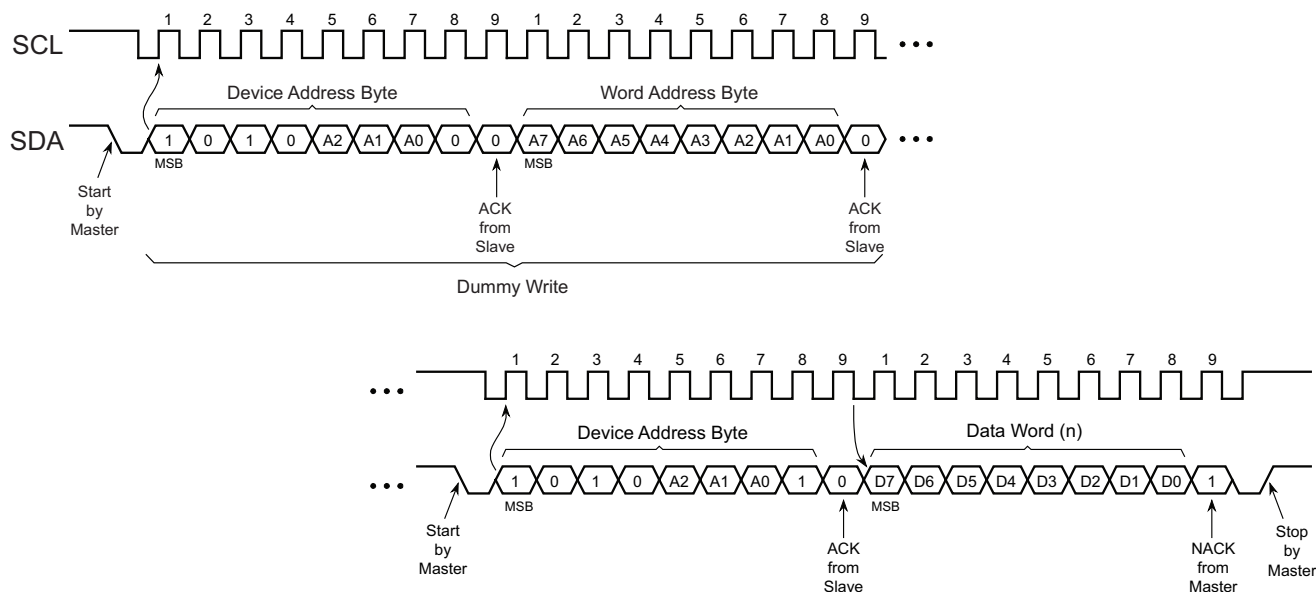 1 2 3 4 5 6 7 8 9 1 2 3 4 5 6 7 8 9
SCL
Device Address Byte Word Address Byte
SDA 1 0 1 0 A2 A1 A0 0 0 A7 A6 A5 A4 A3 A2 A1 A0 0
MSB MSB
Start
by
Master
ACK
from
Slave
ACK
from
Slave
Dummy Write
1 2 3 4 5 6 7 8 9 1 2 3 4 5 6 7 8 9
Device Address Byte Data Word (n)
1 0 1 0 A2 A1 A0 1 0 D7 D6 D5 D4 D3 D2 D1 D0 1
MSB MSB
Start
by
Master
ACK
from
Slave
NACK
from
Master
Stop
by
Master